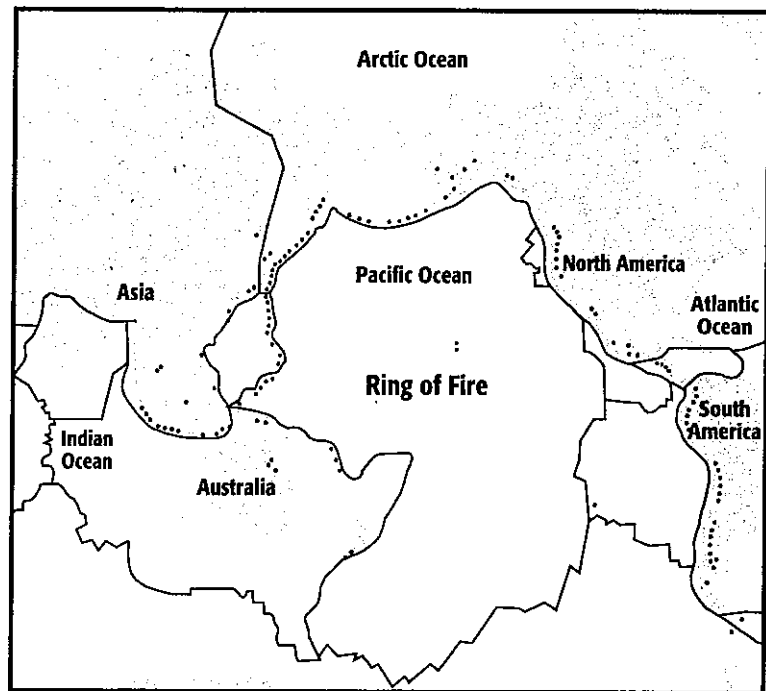 Arctic Ocean
Pacific Ocean
North America
Asia
Atlantic
Ocean
Ring of Fire
South
America
Indian
Ocean
Australia